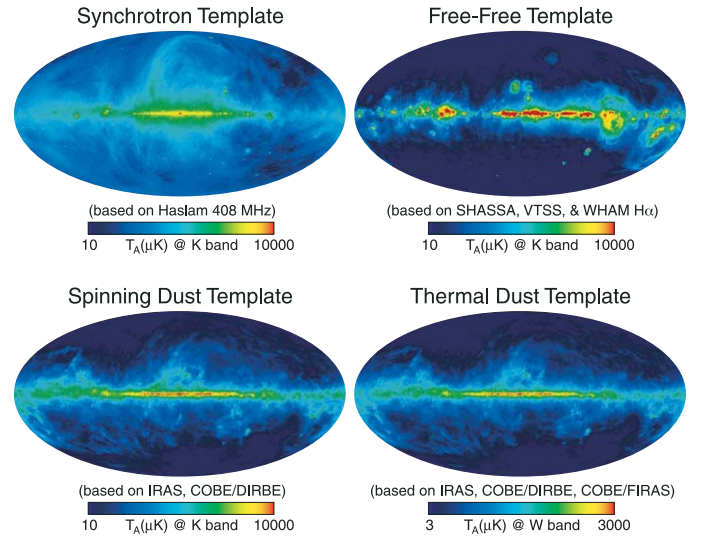 Synchrotron Template
Free-Free Template
(based on Haslam 408 MHz)
(based on SHASSA, VTSS, & WHAM Hα)
10 T_A(μK) @ K band 10000
10 T_A(μK) @ K band 10000
Spinning Dust Template
Thermal Dust Template
(based on IRAS, COBE/DIRBE)
(based on IRAS, COBE/DIRBE, COBE/FIRAS)
10 T_A(μK) @ K band 10000
3 T_A(μK) @ W band 3000